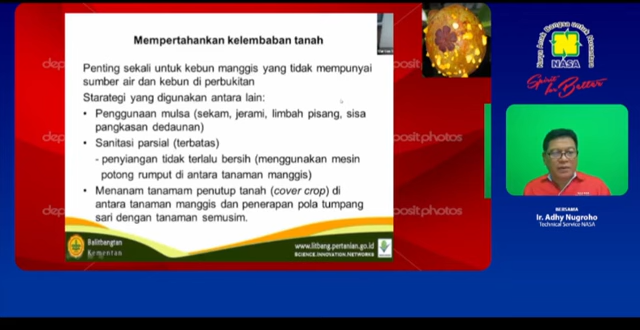 Mempertahankan kelembaban tanah
Penting sekali untuk kebun manggis yang tidak mempunyai
sumber air dan kebun di perbukitan
Starategi yang digunakan antara lain:
• Penggunaan mulsa (sekam, jerami, limbah pisang, sisa
pangkasan dedaunan)
• Sanitasi parsial (terbatas)
- penyiangan tidak terlalu bersih (menggunakan mesin
potong rumput di antara tanaman manggis)
• Menanam tanamam penutup tanah (cover crop) di
antara tanaman manggis dan penerapan pola tumpang
sari dengan tanaman semusim.
Balitbangtan
Kementan
www.litbang.pertanian.go.id
SCIENCE.INNOVATION.NETWORKS
depositphotos
depositphotos
NASA
Spirit
BERSAMA
Ir. Adhy Nugroho
Technical Service NASA